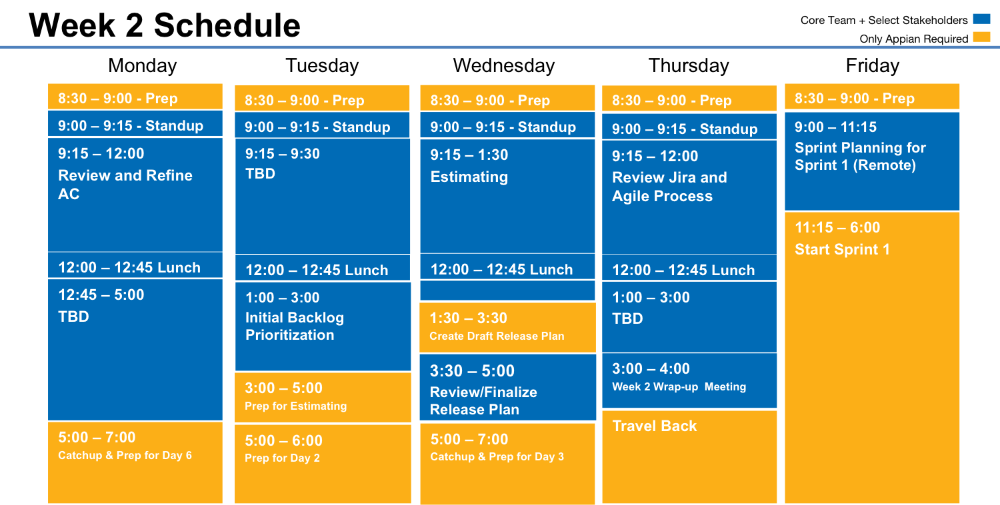 Week 2 Schedule
Core Team + Select Stakeholders
Only Appian Required
Monday
8:30 – 9:00 - Prep
9:00 – 9:15 - Standup
9:15 – 12:00
Review and Refine
AC
12:00 – 12:45 Lunch
12:45 – 5:00
TBD
5:00 – 7:00
Catchup & Prep for Day 6
Tuesday
8:30 – 9:00 - Prep
9:00 – 9:15 - Standup
9:15 – 9:30
TBD
12:00 – 12:45 Lunch
1:00 – 3:00
Initial Backlog
Prioritization
3:00 – 5:00
Prep for Estimating
5:00 – 6:00
Prep for Day 2
Wednesday
8:30 – 9:00 - Prep
9:00 – 9:15 - Standup
9:15 – 1:30
Estimating
12:00 – 12:45 Lunch
1:30 – 3:30
Create Draft Release Plan
3:30 – 5:00
Review/Finalize
Release Plan
5:00 – 7:00
Catchup & Prep for Day 3
Thursday
8:30 – 9:00 - Prep
9:00 – 9:15 - Standup
9:15 – 12:00
Review Jira and
Agile Process
12:00 – 12:45 Lunch
1:00 – 3:00
TBD
3:00 – 4:00
Week 2 Wrap-up  Meeting
Travel Back
Friday
8:30 – 9:00 - Prep
9:00 – 11:15
Sprint Planning for
Sprint 1 (Remote)
11:15 – 6:00
Start Sprint 1